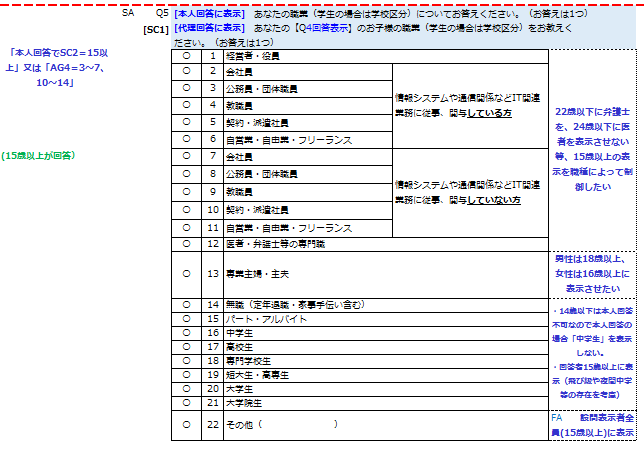 SA Q5 [本人回答に表示] あなたの職業（学生の場合は学校区分）についてお答えください。（お答えは1つ）
[SC1] [代理回答に表示] あなたの【Q4回答表示】のお子様の職業（学生の場合は学校区分）をお教えく
ださい。（お答えは1つ）
「本人回答でSC2＝15以
上」又は「AG4＝3～7、
10～14」
(15歳以上が回答)
○ 1 経営者・役員
○ 2 会社員
○ 3 公務員・団体職員
○ 4 教職員
○ 5 契約・派遣社員
○ 6 自営業・自由業・フリーランス
情報システムや通信関係などIT関連
業務に従事、関与している方
○ 7 会社員
○ 8 公務員・団体職員
○ 9 教職員
○ 10 契約・派遣社員
○ 11 自営業・自由業・フリーランス
情報システムや通信関係などIT関連
業務に従事、関与していない方
○ 12 医者・弁護士等の専門職
22歳以下に弁護士
を、24歳以下に医
者を表示させない
等、15歳以上の表
示を職種によって制
御したい
○ 13 専業主婦・主夫
男性は18歳以上、
女性は16歳以上に
表示させたい
○ 14 無職（定年退職・家事手伝い含む）
○ 15 パート・アルバイト
○ 16 中学生
○ 17 高校生
○ 18 専門学校生
○ 19 短大生・高専生
○ 20 大学生
○ 21 大学院生
・14歳以下は本人回答
不可なので本人回答の
場合「中学生」を表示
しない。
・回答者15歳以上に表
示（飛び級や夜間中学
等の存在を考慮）
○ 22 その他（ ）
FA 設問表示者全
員(15歳以上)に表示